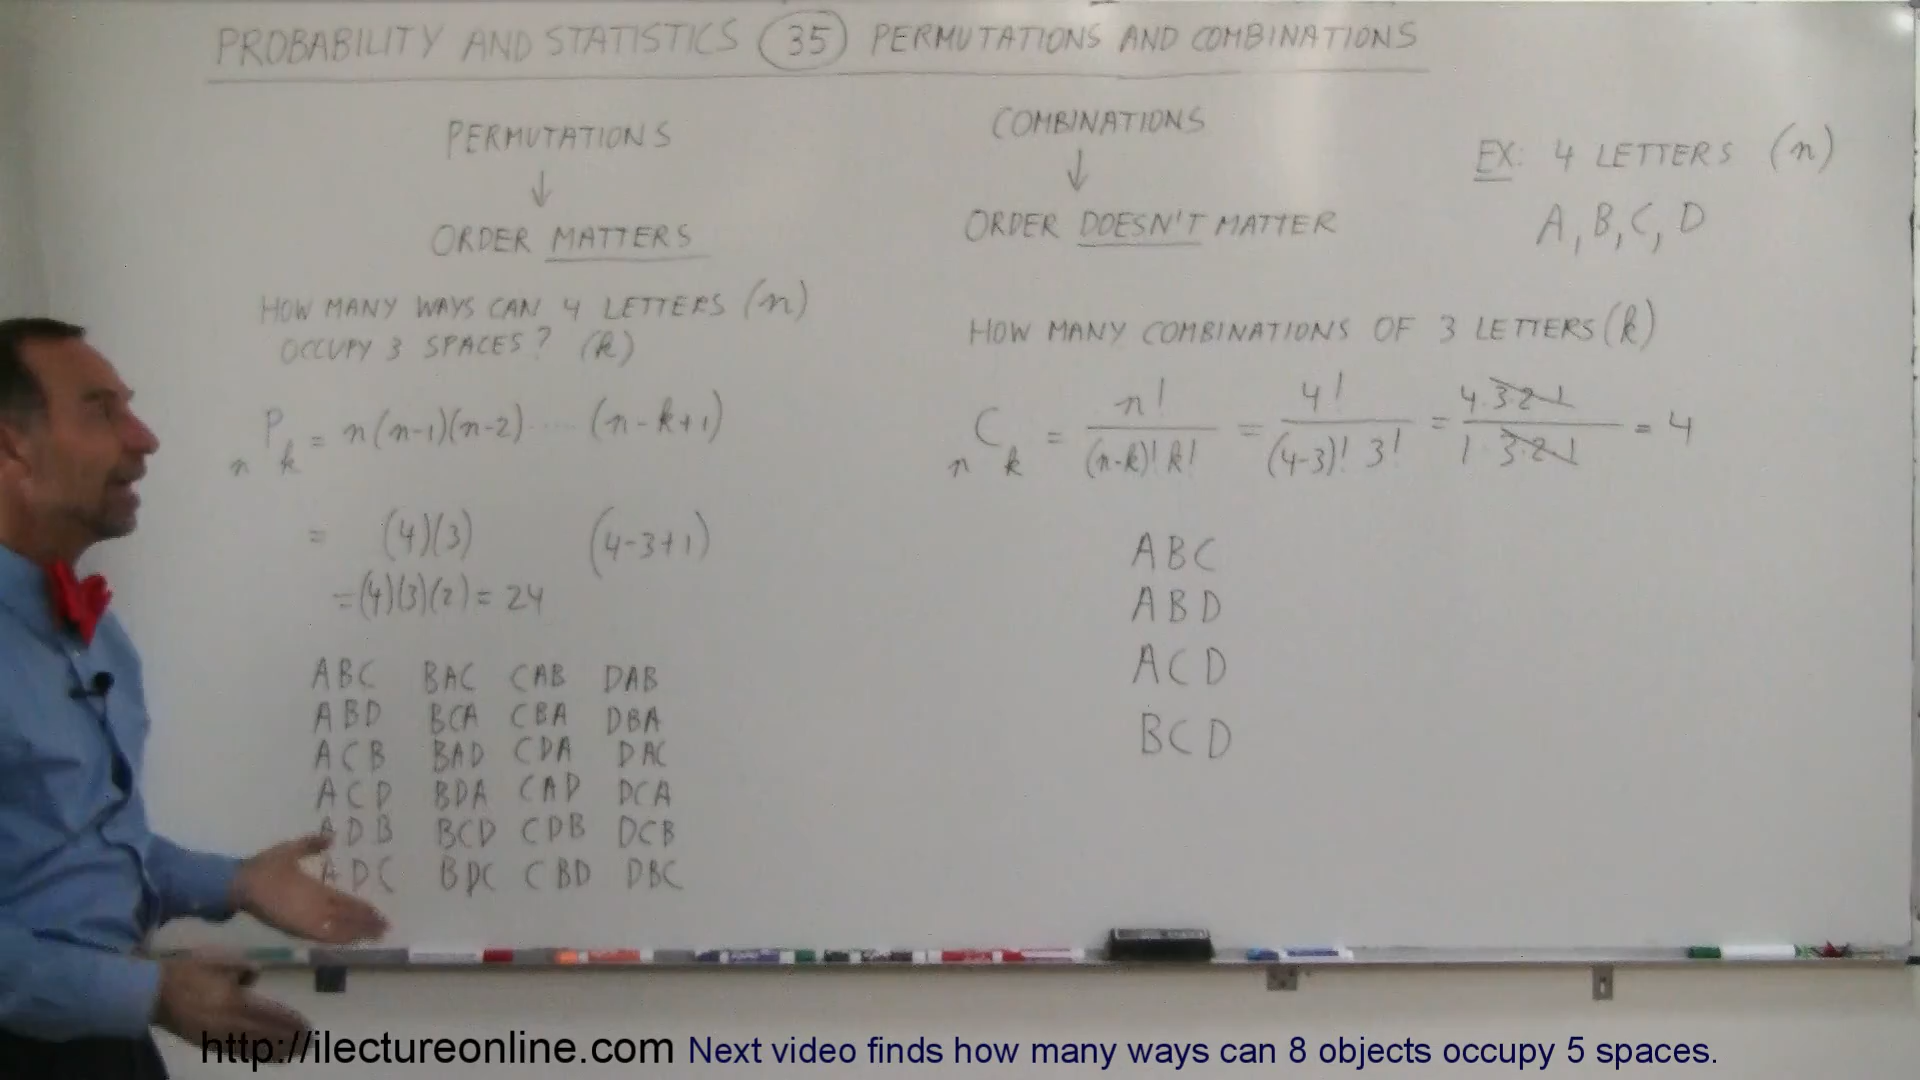 PROBABILITY AND STATISTICS 35 PERMUTATIONS AND COMBINATIONS
PERMUTATIONS
↓
ORDER MATTERS
HOW MANY WAYS CAN 4 LETTERS (n)
OCCUPY 3 SPACES? (k)
nPk = n(n-1)(n-2).....(n-k+1)
= (4)(3) (4-3+1)
=(4)(3)(2) = 24
ABC BAC CAB DAB
ABD BCA CBA DBA
ACB BAD CDA DAC
ACD BDA CAD DCA
ADB BCD CDB DCB
ADC BDC CBD DBC
COMBINATIONS
↓
ORDER DOESN'T MATTER
HOW MANY COMBINATIONS OF 3 LETTERS (k)
nCk = n!/(n-k)! k! = 4!/(4-3)! 3! = 4·3·2·1/1·3·2·1 = 4
ABC
ABD
ACD
BCD
EX: 4 LETTERS (n)
A, B, C, D
http://ilectureonline.com Next video finds how many ways can 8 objects occupy 5 spaces.